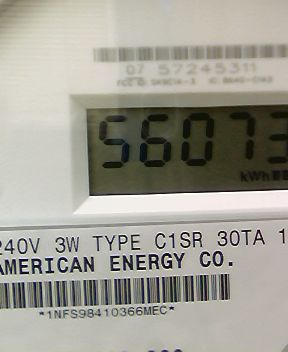 07 57245311
56073
kWh
240V 3W TYPE C1SR 30TA 1
AMERICAN ENERGY CO.
*1NFS98410366MEC*